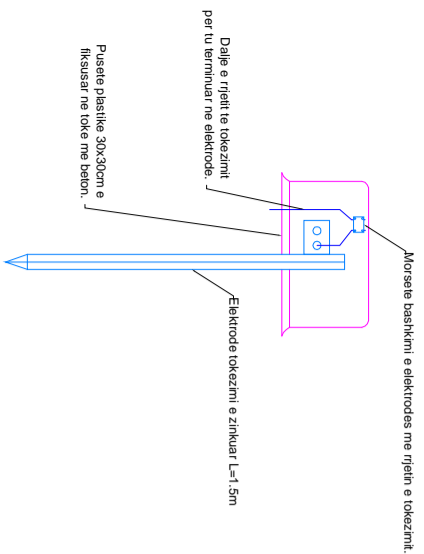 Morsete bashkimi e elektrodes me rrjetin e tokezimit.
Dalje e rrjetit te tokezimit
per tu terminuar ne elektrode.
Elektrode tokezimi e zinkuar L=1.5m
Pusete plastike 30x30cm e
fiksusar ne toke me beton.